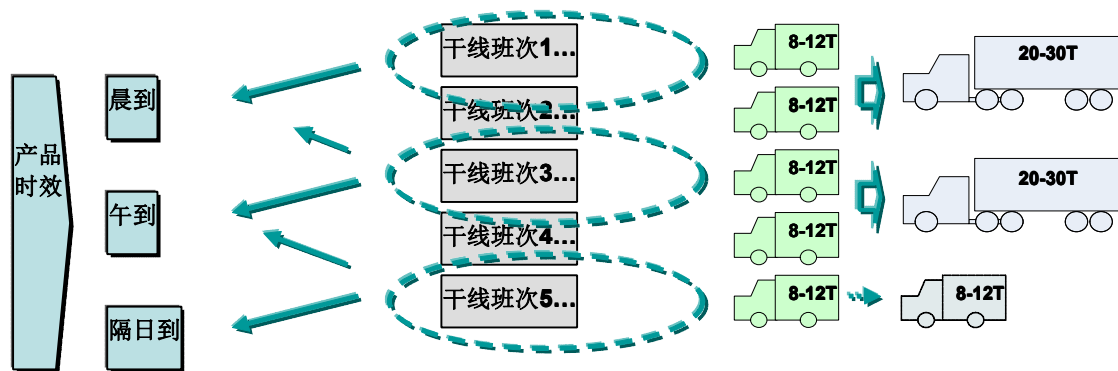 产品
时效
晨到
午到
隔日到
干线班次1...
干线班次2...
干线班次3...
干线班次4...
干线班次5...
8-12T
8-12T
8-12T
8-12T
8-12T
20-30T
20-30T
8-12T